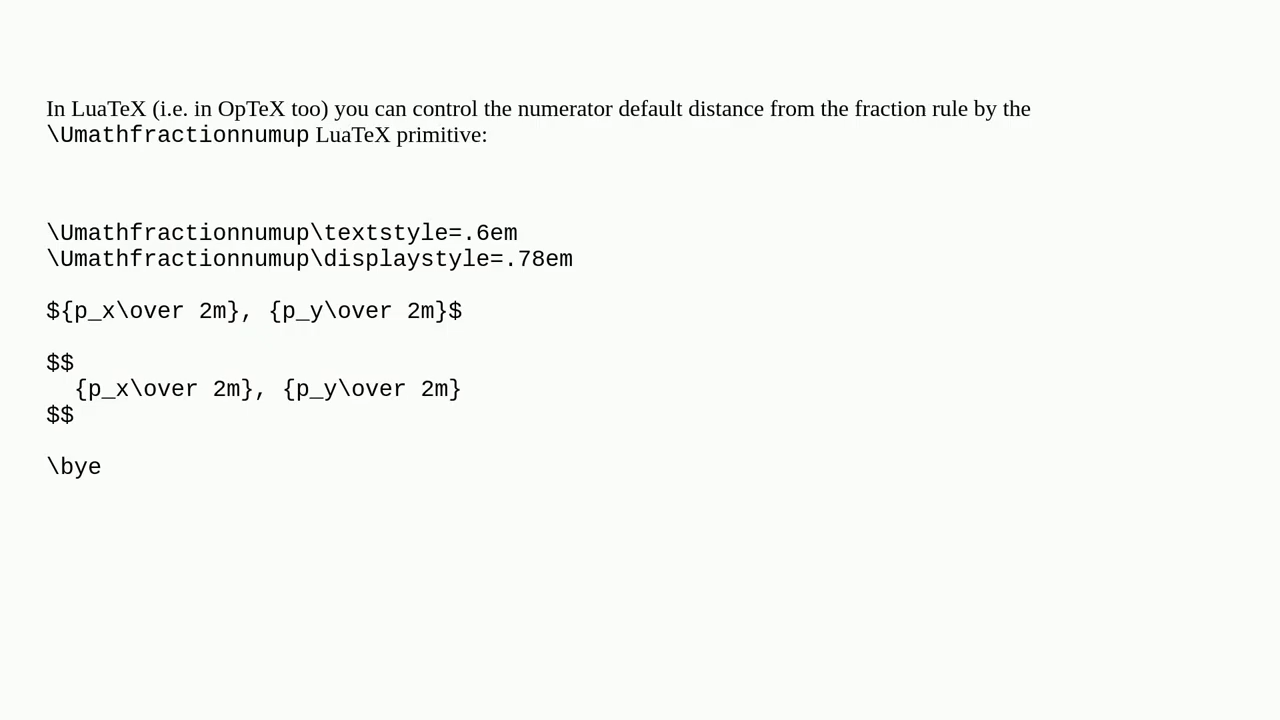 In LuaTeX (i.e. in OpTeX too) you can control the numerator default distance from the fraction rule by the
\Umathfractionnumup LuaTeX primitive:
\Umathfractionnumup\textstyle=.6em
\Umathfractionnumup\displaystyle=.78em
${p_x\over 2m}, {p_y\over 2m}$
$$
  {p_x\over 2m}, {p_y\over 2m}
$$
\bye